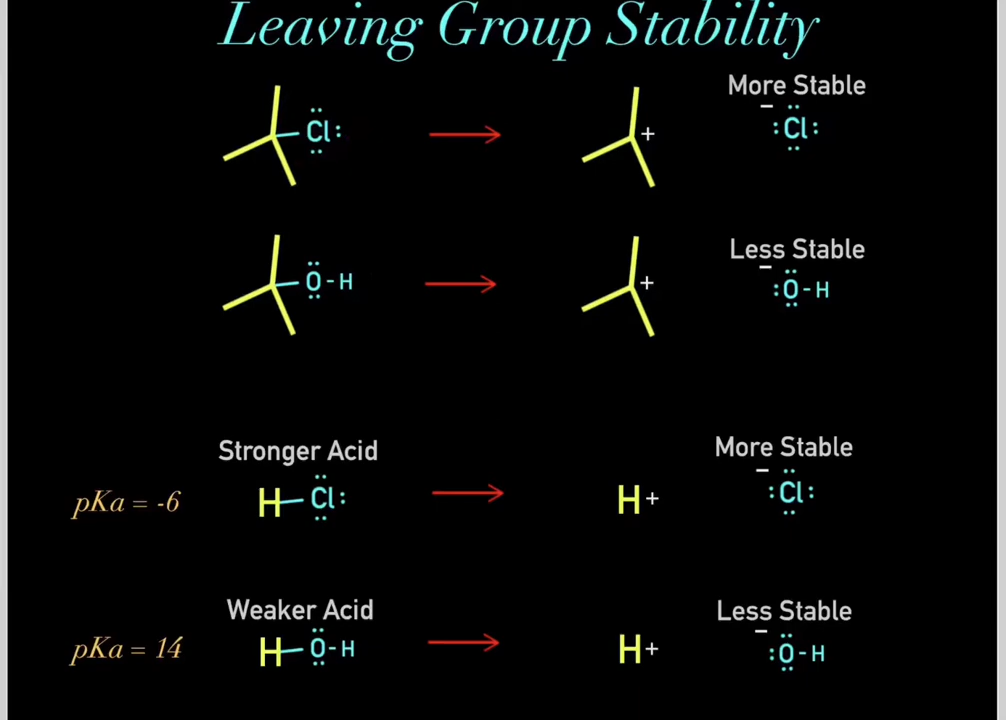 Leaving Group Stability
More Stable
Cl
+
−
Cl
Less Stable
O-H
+
−
O-H
Stronger Acid
More Stable
pKa = -6
H Cl
H+
−
Cl
Weaker Acid
Less Stable
pKa = 14
H O-H
H+
−
O-H